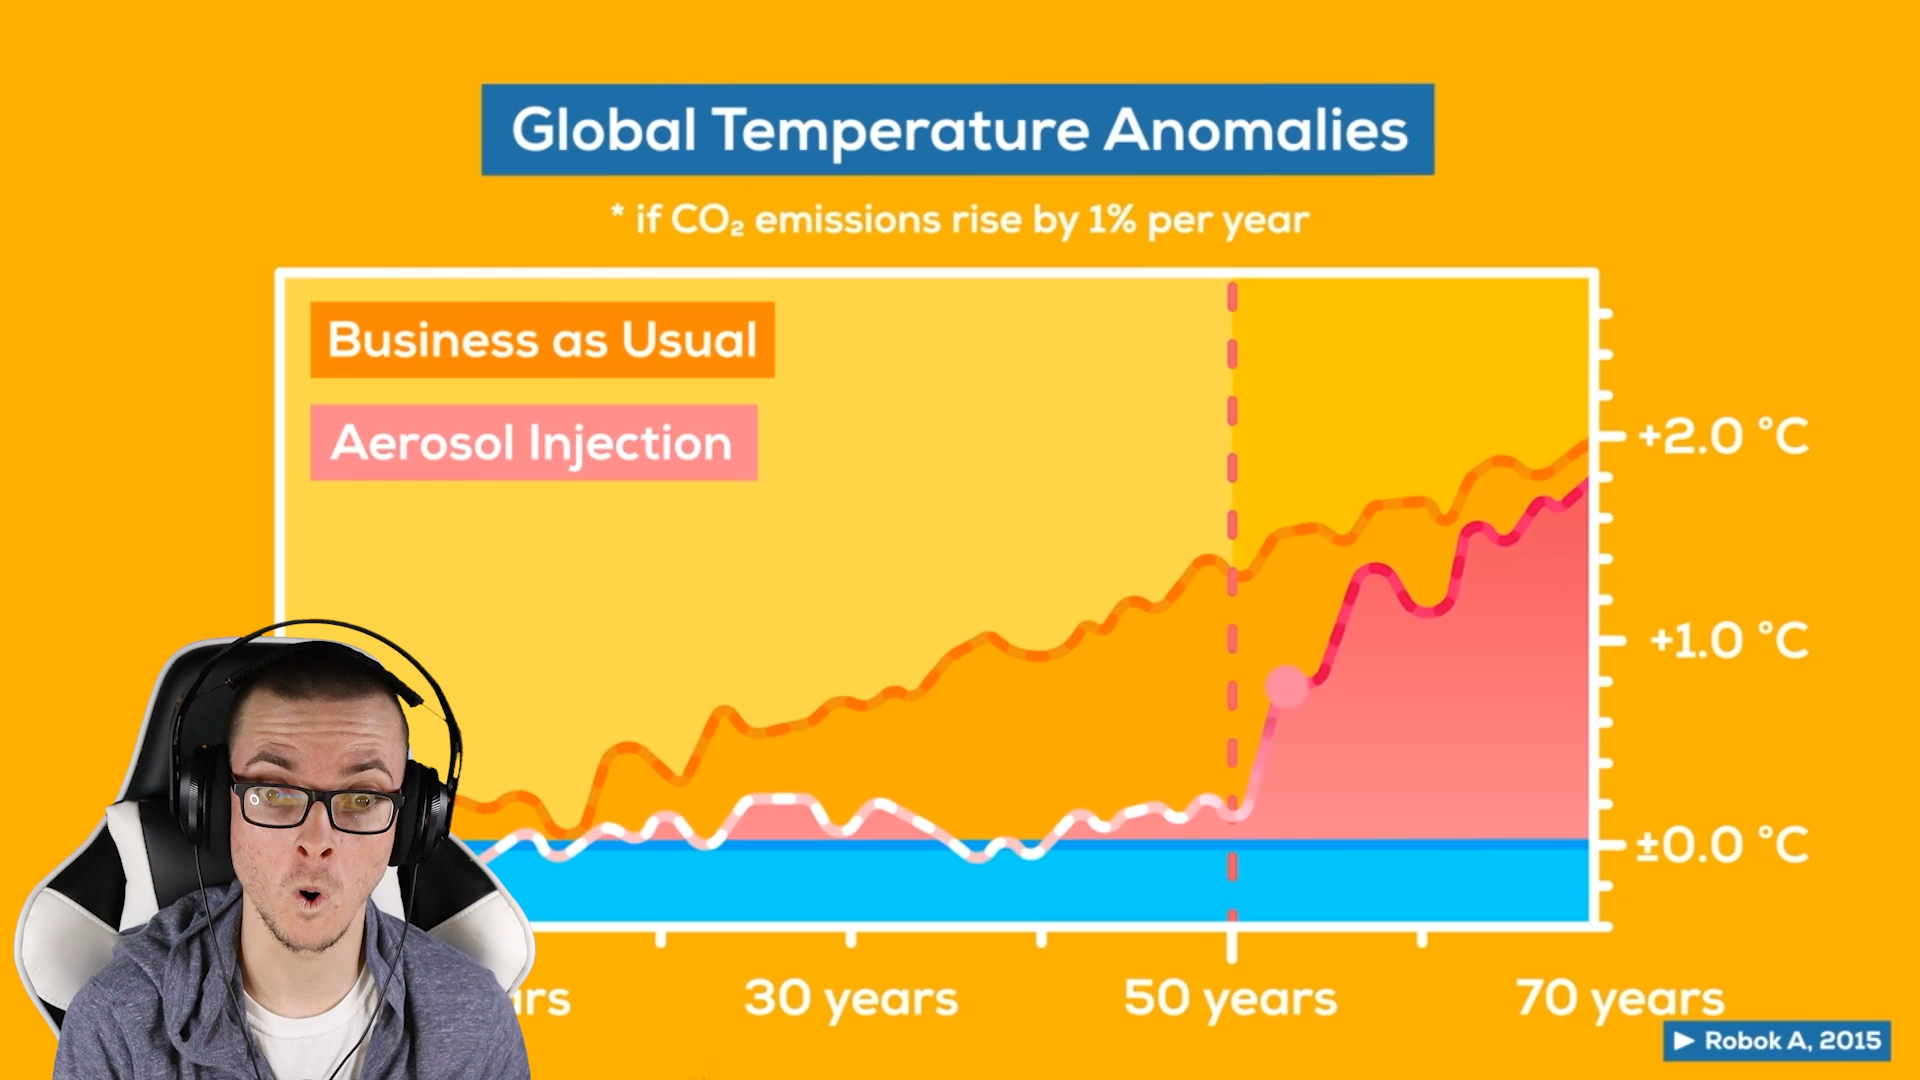 Global Temperature Anomalies
* if CO₂ emissions rise by 1% per year
Business as Usual
Aerosol Injection
+2.0 °C
+1.0 °C
±0.0 °C
30 years
50 years
70 years
▶ Robok A, 2015